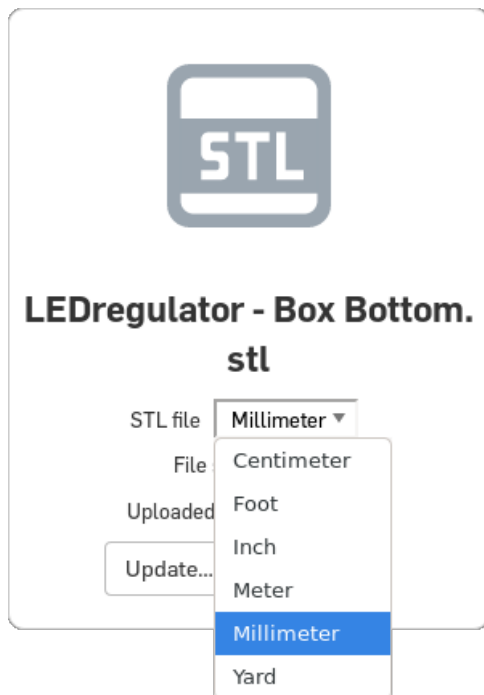 STL
LEDregulator - Box Bottom.
stl
STL file Millimeter
Centimeter
File
Foot
Uploaded
Inch
Update...
Meter
Millimeter
Yard